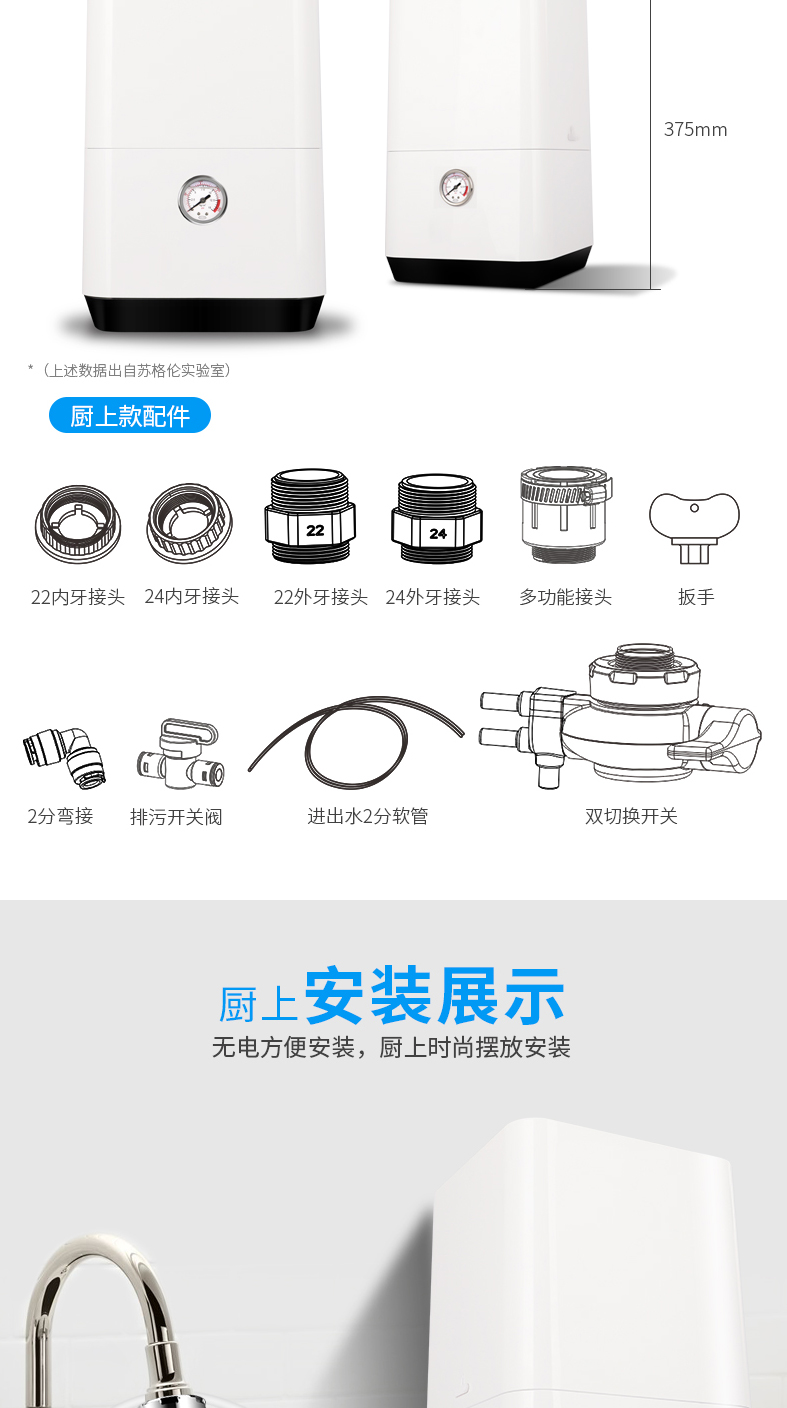 375mm
*（上述数据出自苏格伦实验室）
厨上款配件
22
24
22内牙接头 24内牙接头 22外牙接头 24外牙接头 多功能接头 扳手
2分弯接 排污开关阀 进出水2分软管 双切换开关
厨上安装展示
无电方便安装，厨上时尚摆放安装